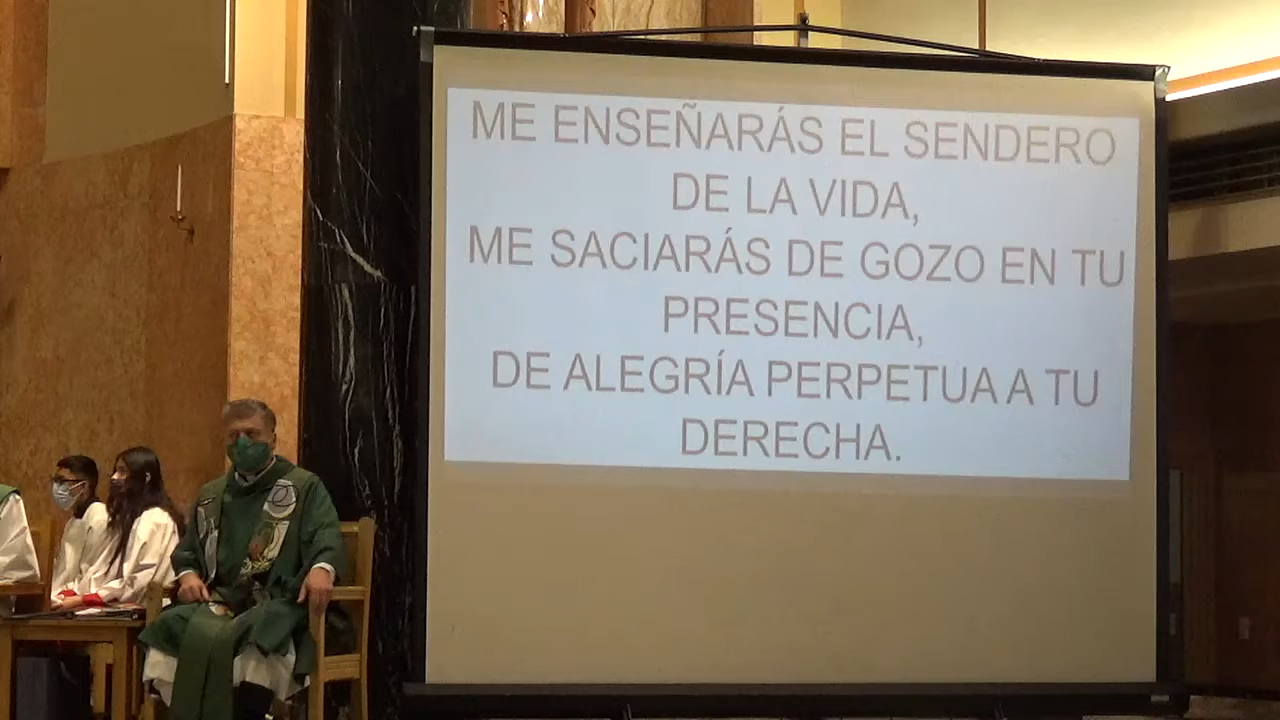 ME ENSEÑARÁS EL SENDERO
DE LA VIDA,
ME SACIARÁS DE GOZO EN TU
PRESENCIA,
DE ALEGRÍA PERPETUA A TU
DERECHA.